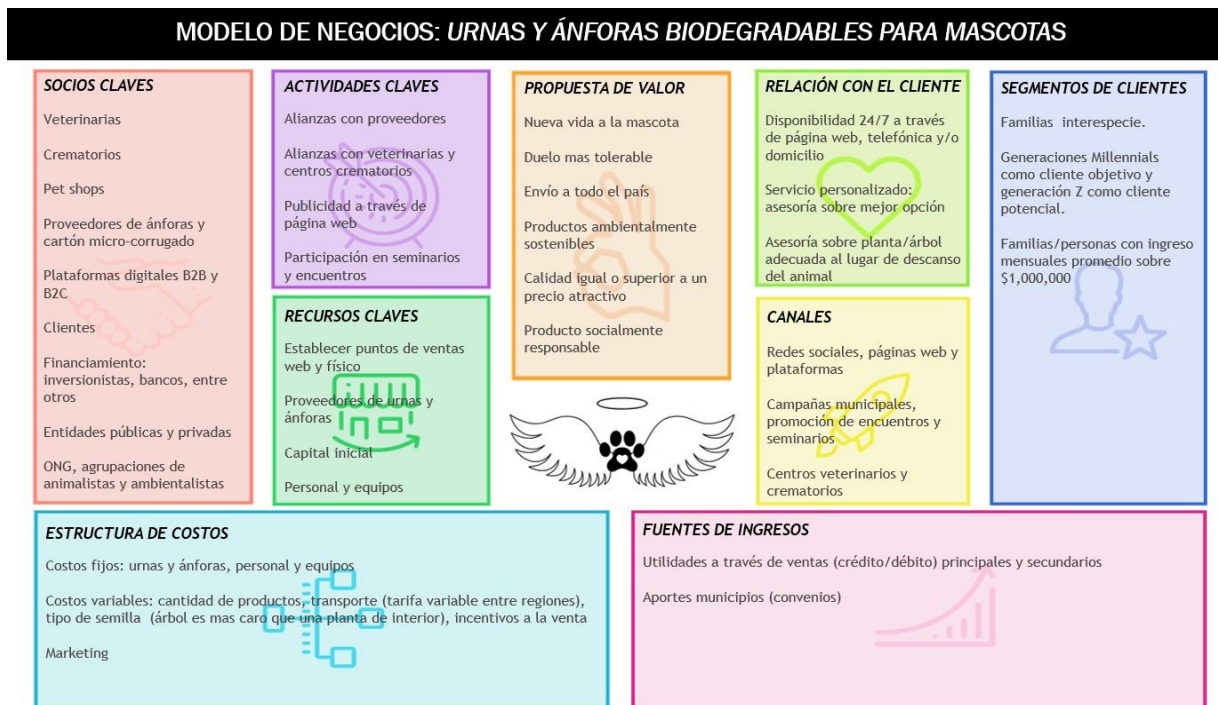 MODELO DE NEGOCIOS: URNAS Y ÁNFORAS BIODEGRADABLES PARA MASCOTAS
SOCIOS CLAVES
Veterinarias
Crematorios
Pet shops
Proveedores de ánforas y
cartón micro-corrugado
Plataformas digitales B2B y
B2C
Clientes
Financiamiento:
inversionistas, bancos, entre
otros
Entidades públicas y privadas
ONG, agrupaciones de
animalistas y ambientalistas
ACTIVIDADES CLAVES
Alianzas con proveedores
Alianzas con veterinarias y
centros crematorios
Publicidad a través de
página web
Participación en seminarios
y encuentros
RECURSOS CLAVES
Establecer puntos de ventas
web y físico
Proveedores de urnas y
ánforas
Capital inicial
Personal y equipos
PROPUESTA DE VALOR
Nueva vida a la mascota
Duelo mas tolerable
Envío a todo el país
Productos ambientalmente
sostenibles
Calidad igual o superior a un
precio atractivo
Producto socialmente
responsable
RELACIÓN CON EL CLIENTE
Disponibilidad 24/7 a través
de página web, telefónica y/o
domicilio
Servicio personalizado:
asesoría sobre mejor opción
Asesoría sobre planta/árbol
adecuada al lugar de descanso
del animal
CANALES
Redes sociales, páginas web y
plataformas
Campañas municipales,
promoción de encuentros y
seminarios
Centros veterinarios y
crematorios
SEGMENTOS DE CLIENTES
Familias interespecie.
Generaciones Millennials
como cliente objetivo y
generación Z como cliente
potencial.
Familias/personas con ingreso
mensuales promedio sobre
$1,000,000
ESTRUCTURA DE COSTOS
Costos fijos: urnas y ánforas, personal y equipos
Costos variables: cantidad de productos, transporte (tarifa variable entre regiones),
tipo de semilla (árbol es mas caro que una planta de interior), incentivos a la venta
Marketing
FUENTES DE INGRESOS
Utilidades a través de ventas (crédito/débito) principales y secundarios
Aportes municipios (convenios)